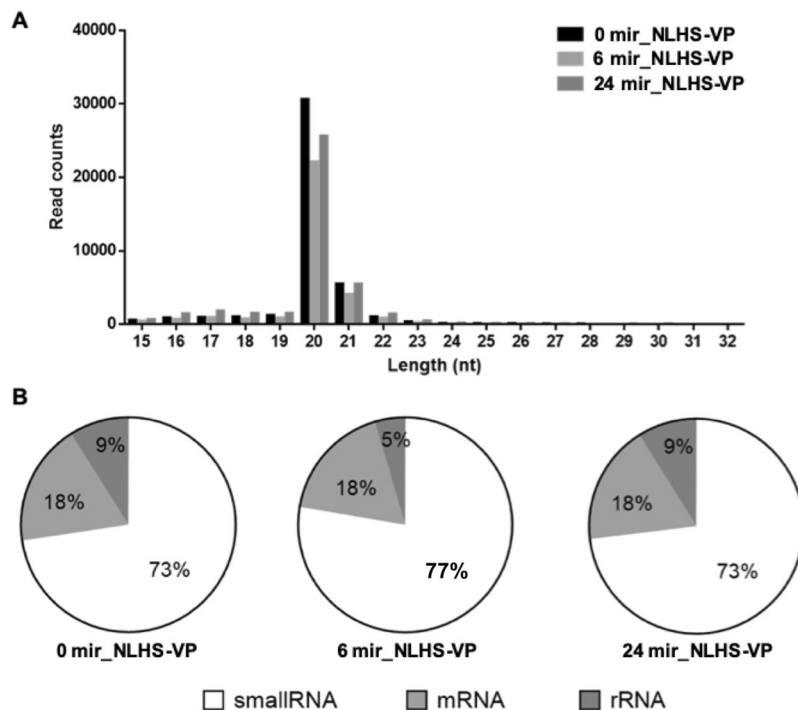 A
40000
30000
20000
10000
0
Read counts
0 mir_NLHS-VP
6 mir_NLHS-VP
24 mir_NLHS-VP
15 16 17 18 19 20 21 22 23 24 25 26 27 28 29 30 31 32
Length (nt)
B
9%
18%
73%
0 mir_NLHS-VP
5%
18%
77%
6 mir_NLHS-VP
9%
18%
73%
24 mir_NLHS-VP
smallRNA mRNA rRNA